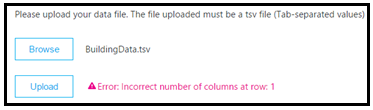 Please upload your data file. The file uploaded must be a tsv file (Tab-separated values)
Browse BuildingData.tsv
Upload Error: Incorrect number of columns at row: 1